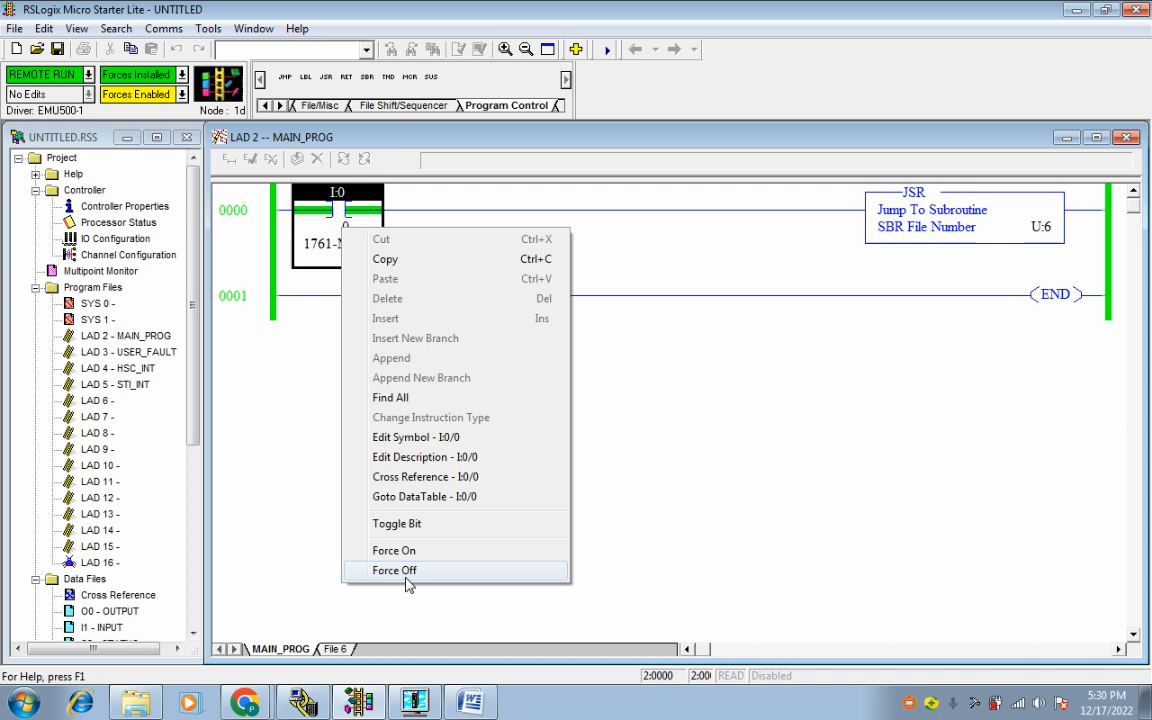 RSLogix Micro Starter Lite - UNTITLED
File Edit View Search Comms Tools Window Help
REMOTE RUN Forces Installed
No Edits Forces Enabled
Driver: EMU500-1 Node : 1d
JMP LBL JSR RET SBR TND MCR SUS
File/Misc File Shift/Sequencer Program Control
UNTITLED.RSS
Project
Help
Controller
Controller Properties
Processor Status
IO Configuration
Channel Configuration
Multipoint Monitor
Program Files
SYS 0 -
SYS 1 -
LAD 2 - MAIN_PROG
LAD 3 - USER_FAULT
LAD 4 - HSC_INT
LAD 5 - STI_INT
LAD 6 -
LAD 7 -
LAD 8 -
LAD 9 -
LAD 10 -
LAD 11 -
LAD 12 -
LAD 13 -
LAD 14 -
LAD 15 -
LAD 16 -
Data Files
Cross Reference
O0 - OUTPUT
I1 - INPUT
LAD 2 -- MAIN_PROG
I:0
0000
0
1761-
JSR
Jump To Subroutine
SBR File Number U:6
0001
END
Cut Ctrl+X
Copy Ctrl+C
Paste Ctrl+V
Delete Del
Insert Ins
Insert New Branch
Append
Append New Branch
Find All
Change Instruction Type
Edit Symbol - I:0/0
Edit Description - I:0/0
Cross Reference - I:0/0
Goto DataTable - I:0/0
Toggle Bit
Force On
Force Off
MAIN_PROG File 6
For Help, press F1
2:0000 2:00 READ Disabled
5:30 PM
12/17/2022